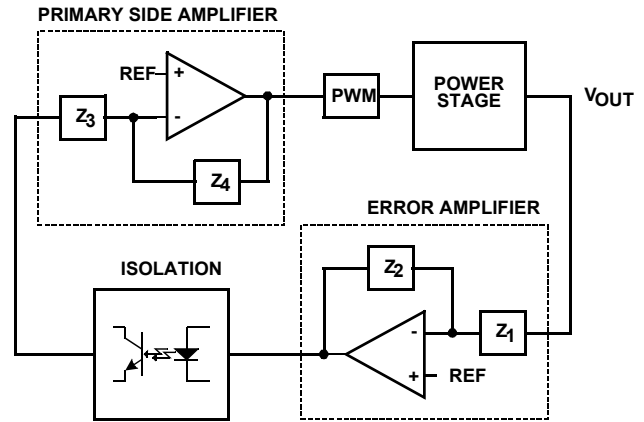 PRIMARY SIDE AMPLIFIER
REF
+
-
Z3
Z4
PWM
POWER
STAGE
VOUT
ERROR AMPLIFIER
ISOLATION
Z2
-
Z1
+
REF